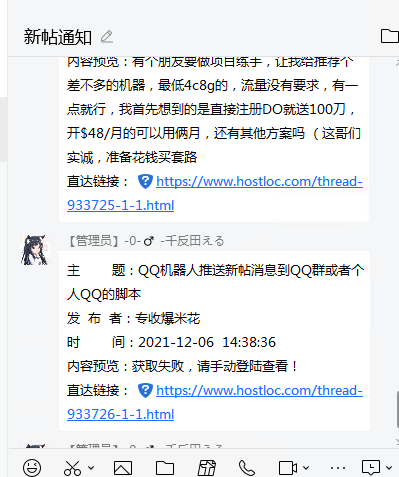 新帖通知
内容预览：有个朋友要做项目练手，让我给推荐个
差不多的机器，最低4c8g的，流量没有要求，有一
点就行，我首先想到的是直接注册DO就送100刀，
开$48/月的可以用俩月，还有其他方案吗（这哥们
实诚，准备花钱买套路
直达链接： https://www.hostloc.com/thread-
933725-1-1.html
【管理员】-0-♂ -千反田える
主 题：QQ机器人推送新帖消息到QQ群或者个
人QQ的脚本
发 布 者：专收爆米花
时 间：2021-12-06 14:38:36
内容预览：获取失败，请手动登陆查看！
直达链接： https://www.hostloc.com/thread-
933726-1-1.html
【管理员】-0-♂ -千反田える